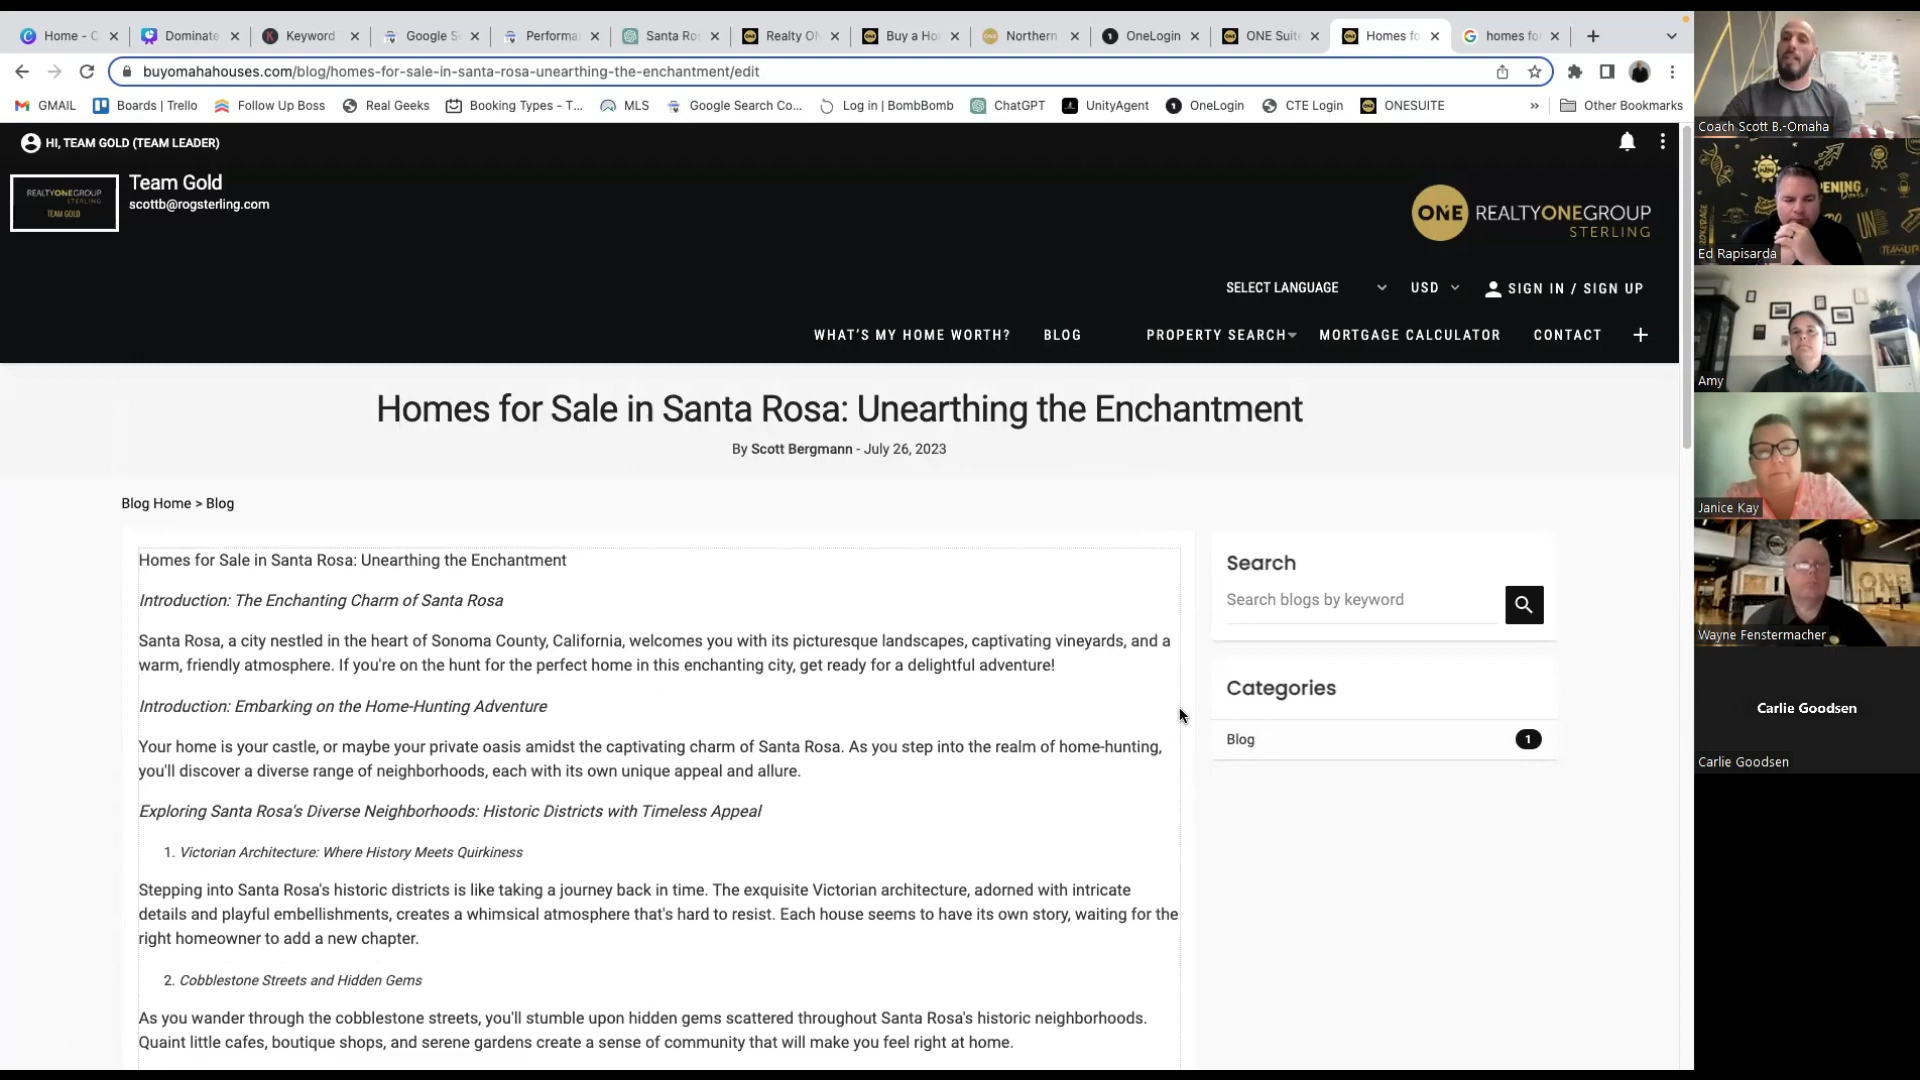 Home - C
Dominate
Keyword
Google S
Performa
Santa Ro
Realty O
Buy a Ho
Northern
OneLogin
ONE Suit
Homes fo
homes fo
buyomahahouses.com/blog/homes-for-sale-in-santa-rosa-unearthing-the-enchantment/edit
GMAIL
Boards | Trello
Follow Up Boss
Real Geeks
Booking Types - T...
MLS
Google Search Co...
Log in | BombBomb
ChatGPT
UnityAgent
OneLogin
CTE Login
ONESUITE
»
Other Bookmarks
HI, TEAM GOLD (TEAM LEADER)
REALTYONEGROUP
STERLING
TEAM GOLD
Team Gold
scottb@rogsterling.com
ONE REALTYONEGROUP
STERLING
SELECT LANGUAGE
USD
SIGN IN / SIGN UP
WHAT'S MY HOME WORTH?
BLOG
PROPERTY SEARCH
MORTGAGE CALCULATOR
CONTACT
+
Homes for Sale in Santa Rosa: Unearthing the Enchantment
By Scott Bergmann - July 26, 2023
Blog Home > Blog
Homes for Sale in Santa Rosa: Unearthing the Enchantment
Introduction: The Enchanting Charm of Santa Rosa
Santa Rosa, a city nestled in the heart of Sonoma County, California, welcomes you with its picturesque landscapes, captivating vineyards, and a
warm, friendly atmosphere. If you're on the hunt for the perfect home in this enchanting city, get ready for a delightful adventure!
Introduction: Embarking on the Home-Hunting Adventure
Your home is your castle, or maybe your private oasis amidst the captivating charm of Santa Rosa. As you step into the realm of home-hunting,
you'll discover a diverse range of neighborhoods, each with its own unique appeal and allure.
Exploring Santa Rosa's Diverse Neighborhoods: Historic Districts with Timeless Appeal
1. Victorian Architecture: Where History Meets Quirkiness
Stepping into Santa Rosa's historic districts is like taking a journey back in time. The exquisite Victorian architecture, adorned with intricate
details and playful embellishments, creates a whimsical atmosphere that's hard to resist. Each house seems to have its own story, waiting for the
right homeowner to add a new chapter.
2. Cobblestone Streets and Hidden Gems
As you wander through the cobblestone streets, you'll stumble upon hidden gems scattered throughout Santa Rosa's historic neighborhoods.
Quaint little cafes, boutique shops, and serene gardens create a sense of community that will make you feel right at home.
Search
Search blogs by keyword
Categories
Blog
1
Coach Scott B.-Omaha
Ed Rapisarda
Amy
Janice Kay
ONE
Wayne Fenstermacher
Carlie Goodsen
Carlie Goodsen